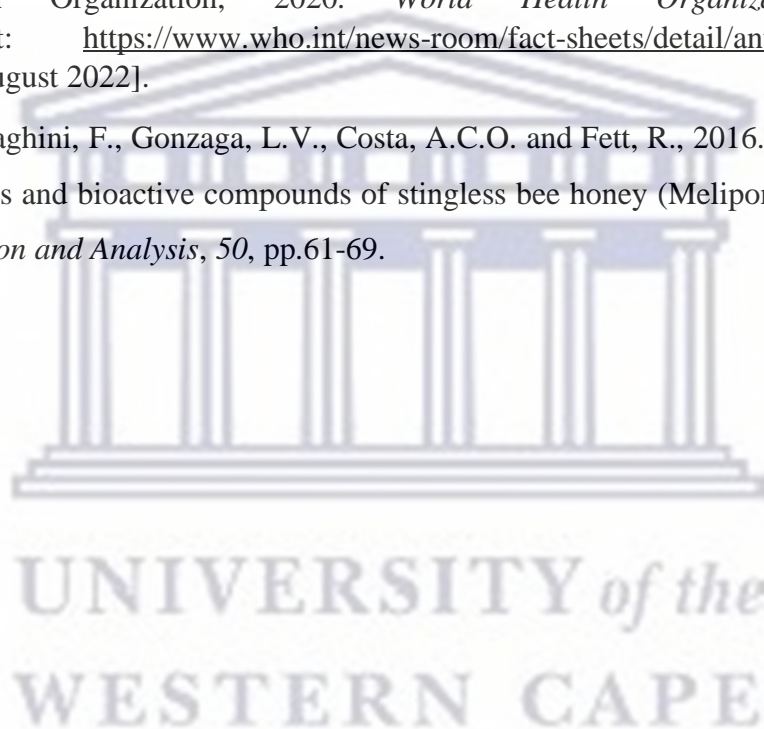 Organization, 2020. World Health Organiza
t: https://www.who.int/news-room/fact-sheets/detail/an
ugust 2022].
aghini, F., Gonzaga, L.V., Costa, A.C.O. and Fett, R., 2016.
s and bioactive compounds of stingless bee honey (Melipo
on and Analysis, 50, pp.61-69.
UNIVERSITY of the
WESTERN CAPE